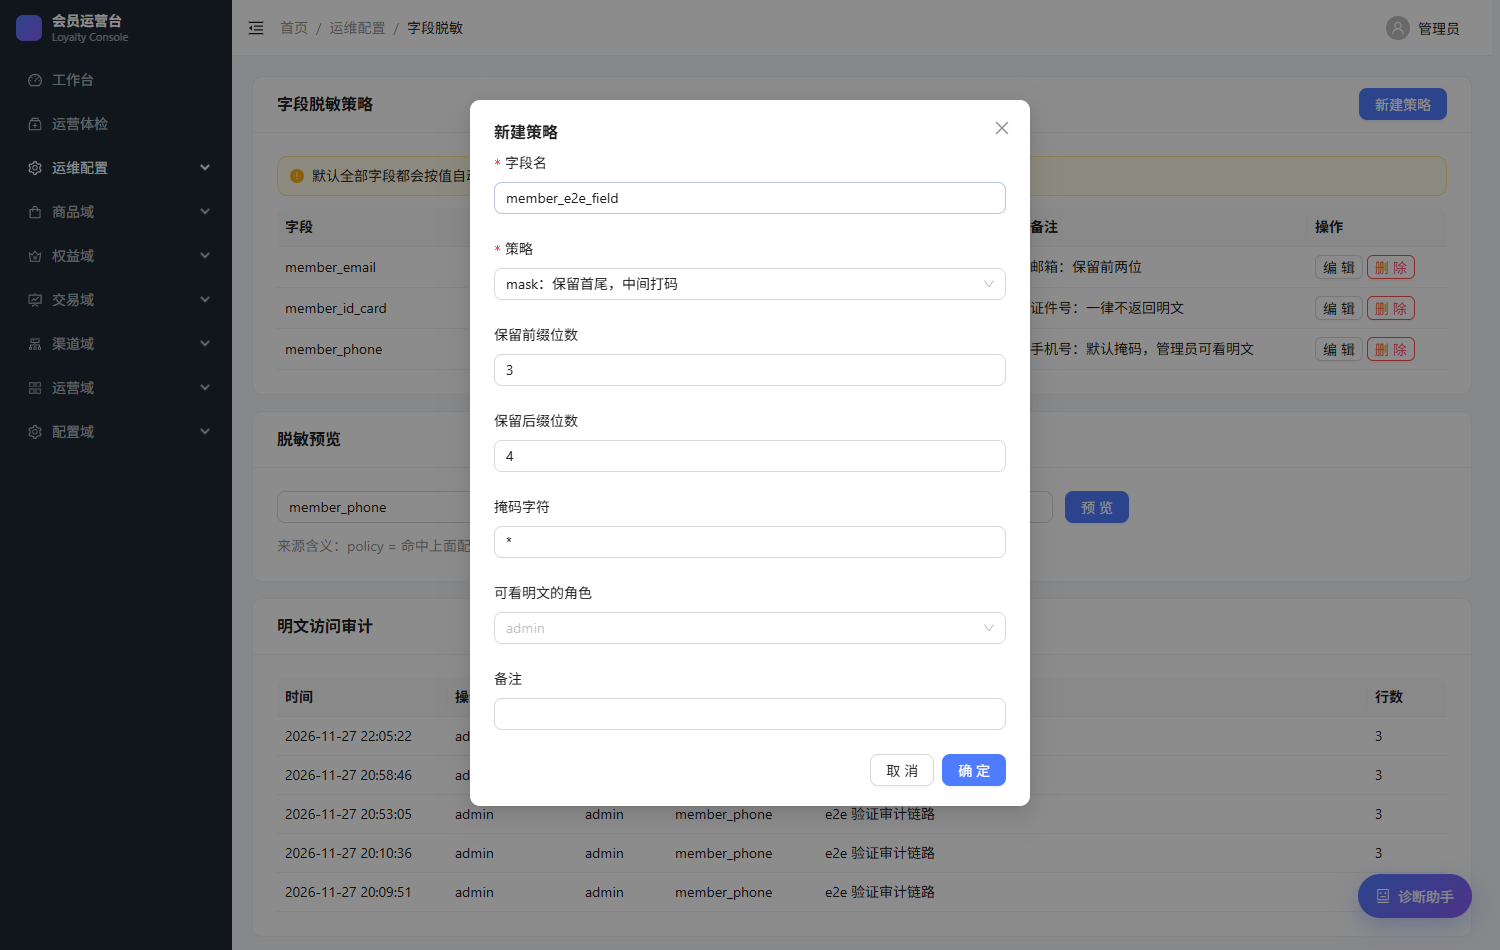 会员运营台
Loyalty Console
工作台
运营体检
运维配置
商品域
权益域
交易域
渠道域
运营域
配置域
首页 / 运维配置 / 字段脱敏
管理员
字段脱敏策略
新建策略
默认全部字段都会按值自
字段 备注 操作
member_email 邮箱：保留前两位 编 辑 删 除
member_id_card 证件号：一律不返回明文 编 辑 删 除
member_phone 手机号：默认掩码，管理员可看明文 编 辑 删 除
脱敏预览
member_phone
预 览
来源含义：policy = 命中上面配
明文访问审计
时间 操 行数
2026-11-27 22:05:22 ad 3
2026-11-27 20:58:46 ad 3
2026-11-27 20:53:05 admin admin member_phone e2e 验证审计链路 3
2026-11-27 20:10:36 admin admin member_phone e2e 验证审计链路 3
2026-11-27 20:09:51 admin admin member_phone e2e 验证审计链路
诊断助手
新建策略
* 字段名
member_e2e_field
* 策略
mask：保留首尾，中间打码
保留前缀位数
3
保留后缀位数
4
掩码字符
*
可看明文的角色
admin
备注
取 消
确 定